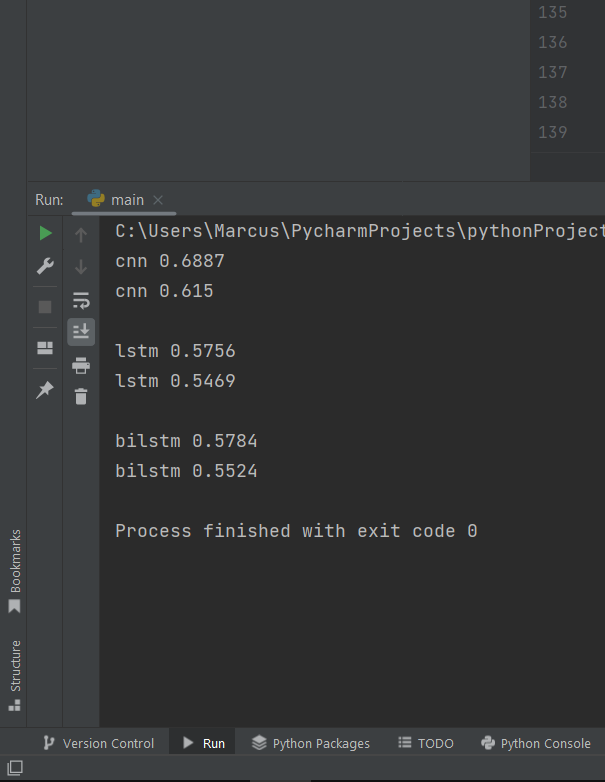 135
136
137
138
139
Run: main
C:\Users\Marcus\PycharmProjects\pythonProject
cnn 0.6887
cnn 0.615
lstm 0.5756
lstm 0.5469
bilstm 0.5784
bilstm 0.5524
Process finished with exit code 0
Bookmarks
Structure
Version Control Run Python Packages TODO Python Console